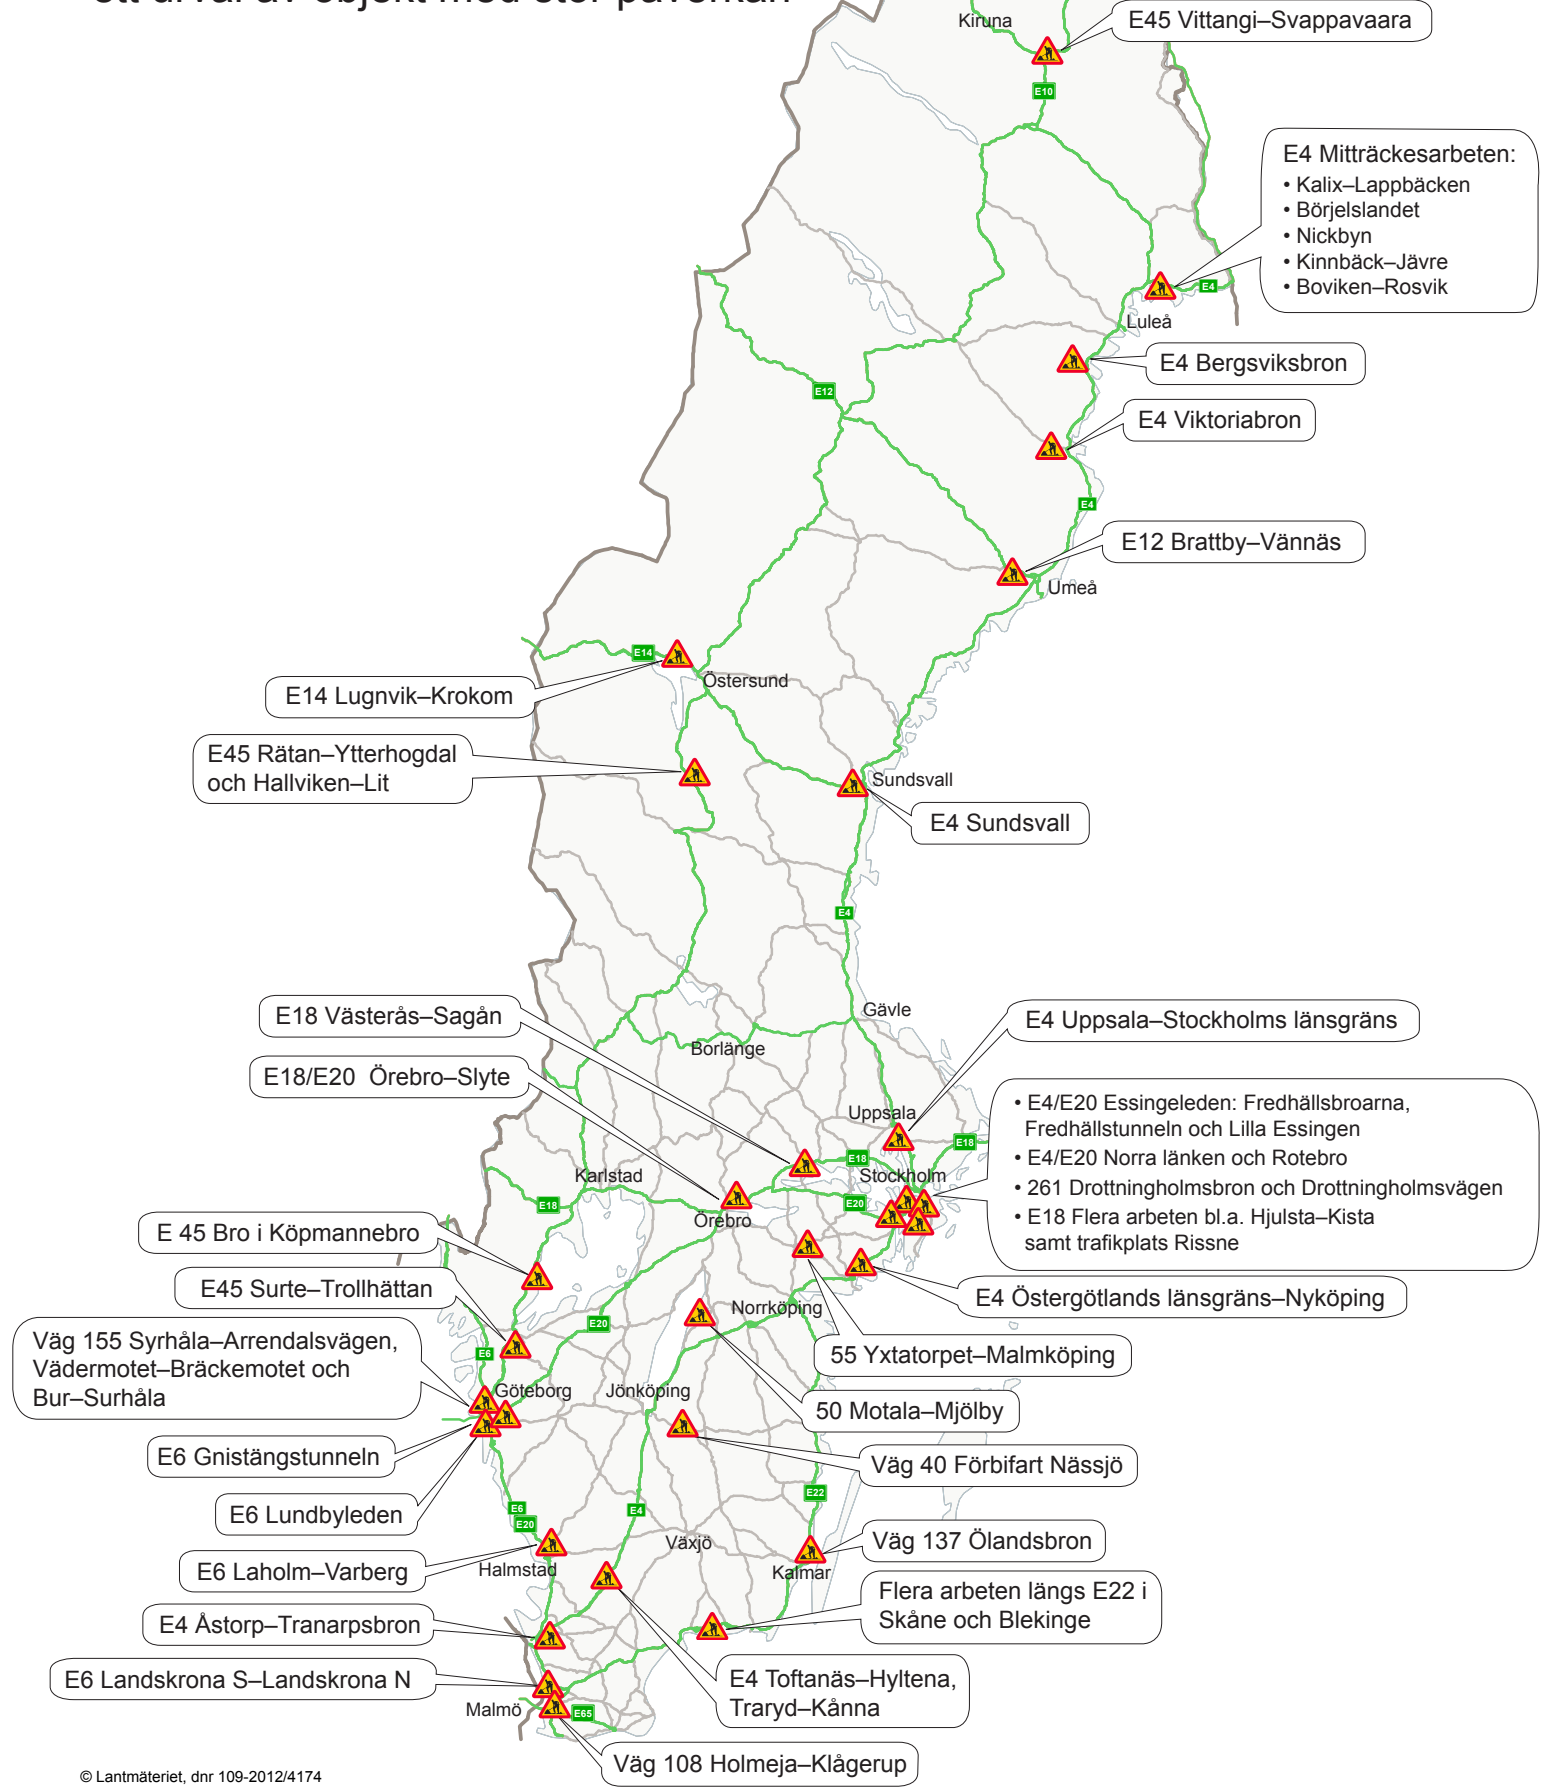 Kiruna
E45 Vittangi–Svappavaara
E10
E4 Mitträckesarbeten:
• Kalix–Lappbäcken
• Börjelslandet
• Nickbyn
• Kinnbäck–Jävre
• Boviken–Rosvik
E4
Luleå
E4 Bergsviksbron
E12
E4 Viktoriabron
E4
E12 Brattby–Vännäs
Umeå
E14
Östersund
E14 Lugnvik–Krokom
E45 Rätan–Ytterhogdal
och Hallviken–Lit
Sundsvall
E4 Sundsvall
E4
E18 Västerås–Sagån
Gävle
E4 Uppsala–Stockholms länsgräns
Borlänge
E18/E20 Örebro–Slyte
Uppsala
• E4/E20 Essingeleden: Fredhällsbroarna,
Fredhällstunneln och Lilla Essingen
• E4/E20 Norra länken och Rotebro
• 261 Drottningholmsbron och Drottningholmsvägen
• E18 Flera arbeten bl.a. Hjulsta–Kista
samt trafikplats Rissne
E18
E18
Stockholm
Karlstad
E18
E20
Örebro
E 45 Bro i Köpmannebro
E45 Surte–Trollhättan
E4 Östergötlands länsgräns–Nyköping
Norrköping
E20
Väg 155 Syrhåla–Arrendalsvägen,
Vädermotet–Bräckemotet och
Bur–Surhåla
E6
55 Yxtatorpet–Malmköping
Göteborg
Jönköping
50 Motala–Mjölby
E6 Gnistängstunneln
Väg 40 Förbifart Nässjö
E22
E6
E20
E4
E6 Lundbyleden
Växjö
Väg 137 Ölandsbron
Halmstad
Kalmar
E6 Laholm–Varberg
Flera arbeten längs E22 i
Skåne och Blekinge
E4 Åstorp–Tranarpsbron
E6 Landskrona S–Landskrona N
E4 Toftanäs–Hyltena,
Traryd–Kånna
Malmö
E65
Väg 108 Holmeja–Klågerup
© Lantmäteriet, dnr 109-2012/4174